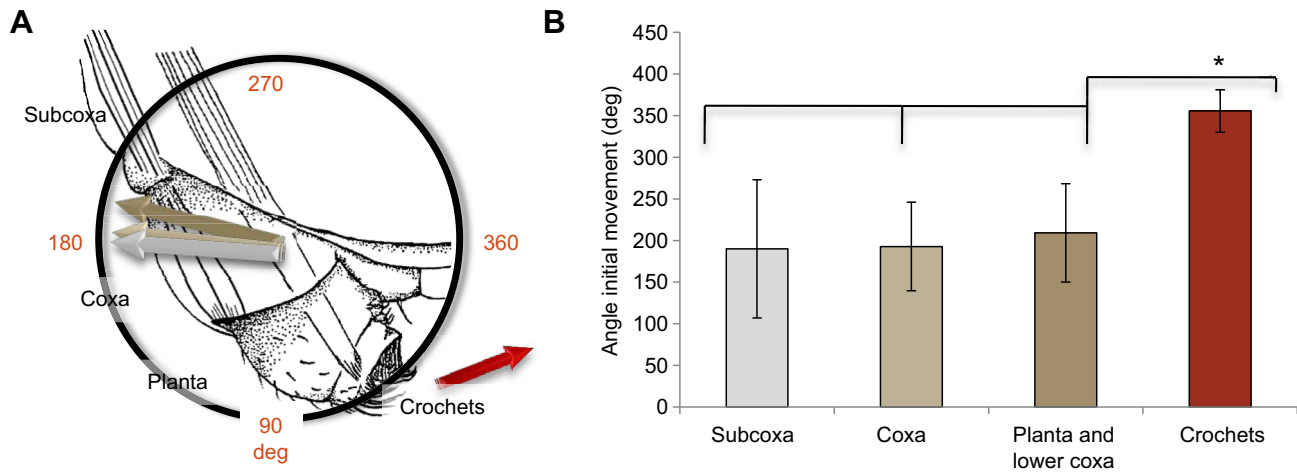 A
270
Subcoxa
180
360
Coxa
Planta
Crochets
90
deg
B
Angle initial movement (deg)
450
400
350
300
250
200
150
100
50
0
*
Subcoxa
Coxa
Planta and
lower coxa
Crochets